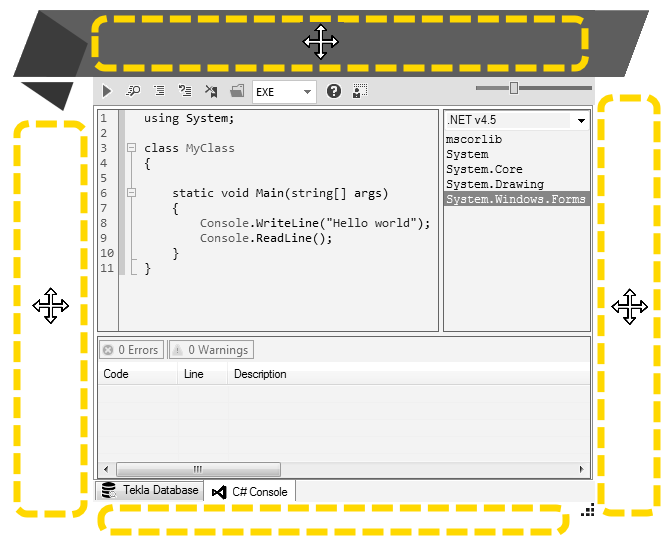 EXE
1 using System;
2
3 class MyClass
4 {
5
6 static void Main(string[] args)
7 {
8 Console.WriteLine("Hello world");
9 Console.ReadLine();
10 }
11 }
.NET v4.5
mscorlib
System
System.Core
System.Drawing
System.Windows.Forms
0 Errors 0 Warnings
Code Line Description
Tekla Database C# Console